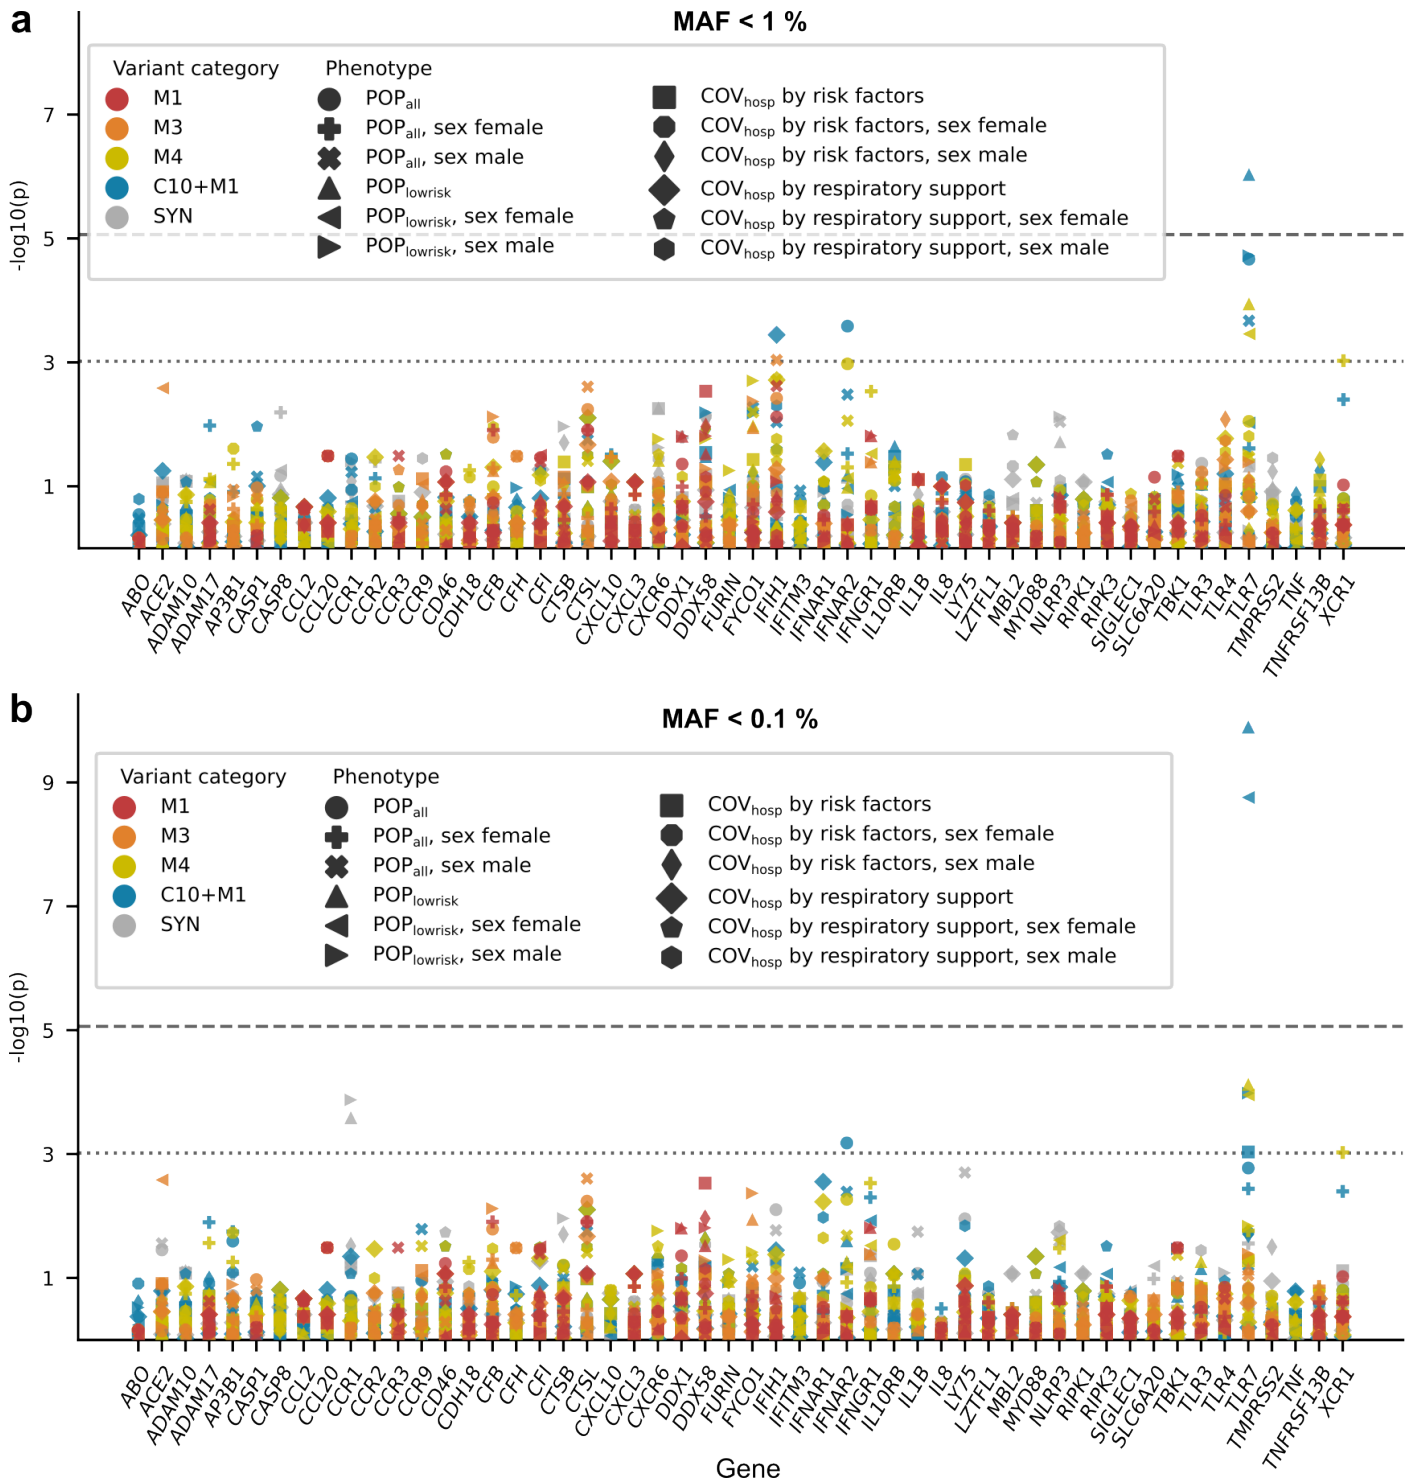 a
MAF < 1 %
Variant category
Phenotype
M1
M3
M4
C10+M1
SYN
POPall
POPall, sex female
POPall, sex male
POPlowrisk
POPlowrisk, sex female
POPlowrisk, sex male
COVhosp by risk factors
COVhosp by risk factors, sex female
COVhosp by risk factors, sex male
COVhosp by respiratory support
COVhosp by respiratory support, sex female
COVhosp by respiratory support, sex male
-log10(p)
7
5
3
1
ABO
ACE2
ADAM10
ADAM17
AP3B1
CASP1
CASP8
CCL2
CCL20
CCR1
CCR2
CCR3
CCR9
CD46
CDH18
CFB
CFH
CFI
CTSB
CTSL
CXCL10
CXCL3
CXCR6
DDX1
DDX58
FURIN
FYCO1
IFIH1
IFITM3
IFNAR1
IFNAR2
IFNGR1
IL10RB
IL1B
IL8
LY75
LZTFL1
MBL2
MYD88
NLRP3
RIPK1
RIPK3
SIGLEC1
SLC6A20
TBK1
TLR3
TLR4
TLR7
TMPRSS2
TNF
TNFRSF13B
XCR1
b
MAF < 0.1 %
Variant category
Phenotype
M1
M3
M4
C10+M1
SYN
POPall
POPall, sex female
POPall, sex male
POPlowrisk
POPlowrisk, sex female
POPlowrisk, sex male
COVhosp by risk factors
COVhosp by risk factors, sex female
COVhosp by risk factors, sex male
COVhosp by respiratory support
COVhosp by respiratory support, sex female
COVhosp by respiratory support, sex male
-log10(p)
9
7
5
3
1
ABO
ACE2
ADAM10
ADAM17
AP3B1
CASP1
CASP8
CCL2
CCL20
CCR1
CCR2
CCR3
CCR9
CD46
CDH18
CFB
CFH
CFI
CTSB
CTSL
CXCL10
CXCL3
CXCR6
DDX1
DDX58
FURIN
FYCO1
IFIH1
IFITM3
IFNAR1
IFNAR2
IFNGR1
IL10RB
IL1B
IL8
LY75
LZTFL1
MBL2
MYD88
NLRP3
RIPK1
RIPK3
SIGLEC1
SLC6A20
TBK1
TLR3
TLR4
TLR7
TMPRSS2
TNF
TNFRSF13B
XCR1
Gene